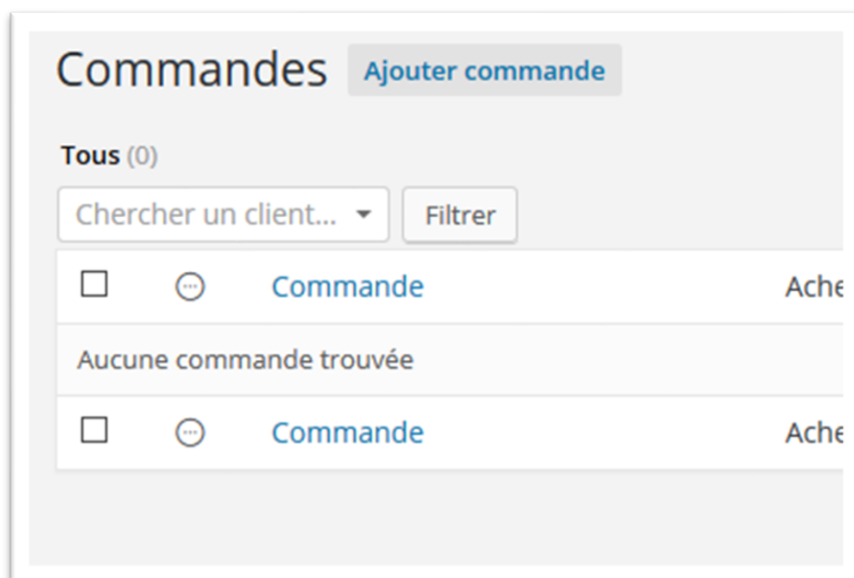 Commandes Ajouter commande
Tous (0)
Chercher un client... Filtrer
Commande
Aucune commande trouvée
Commande